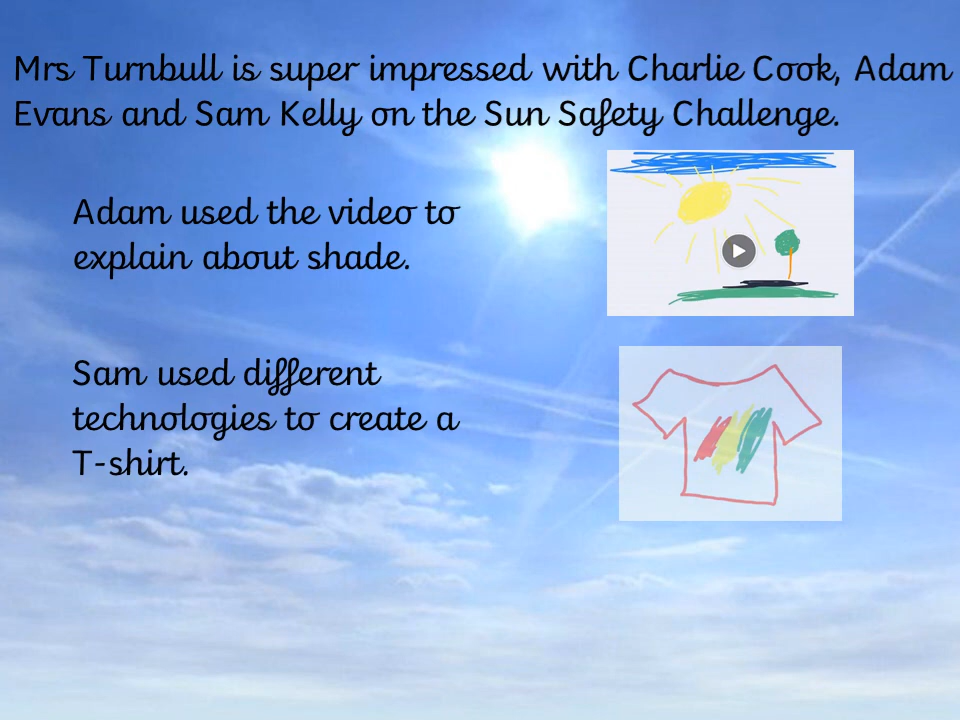 Mrs Turnbull is super impressed with Charlie Cook, Adam
Evans and Sam Kelly on the Sun Safety Challenge.
Adam used the video to
explain about shade.
Sam used different
technologies to create a
T-shirt.